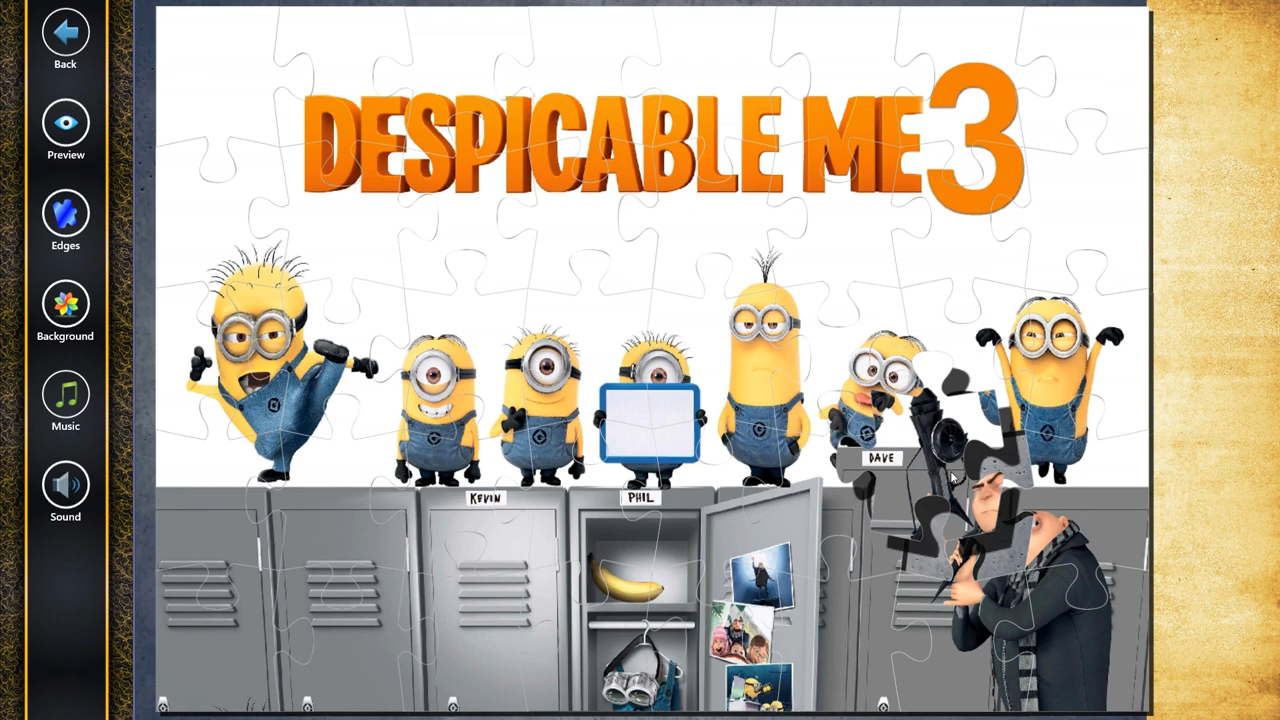 Back
Preview
Edges
Background
Music
Sound
DESPICABLE ME 3
DAVE
KEVIN
PHIL